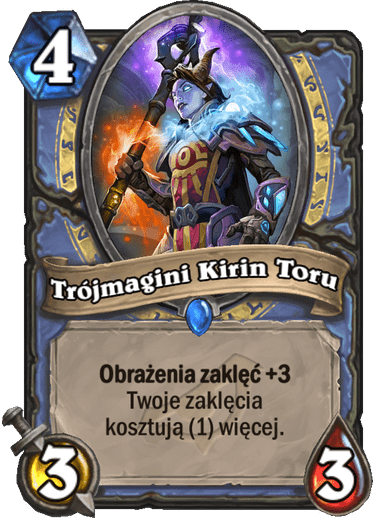 4
Trójmagini Kirin Toru
Obrażenia zaklęć +3
Twoje zaklęcia
kosztują (1) więcej.
3
3